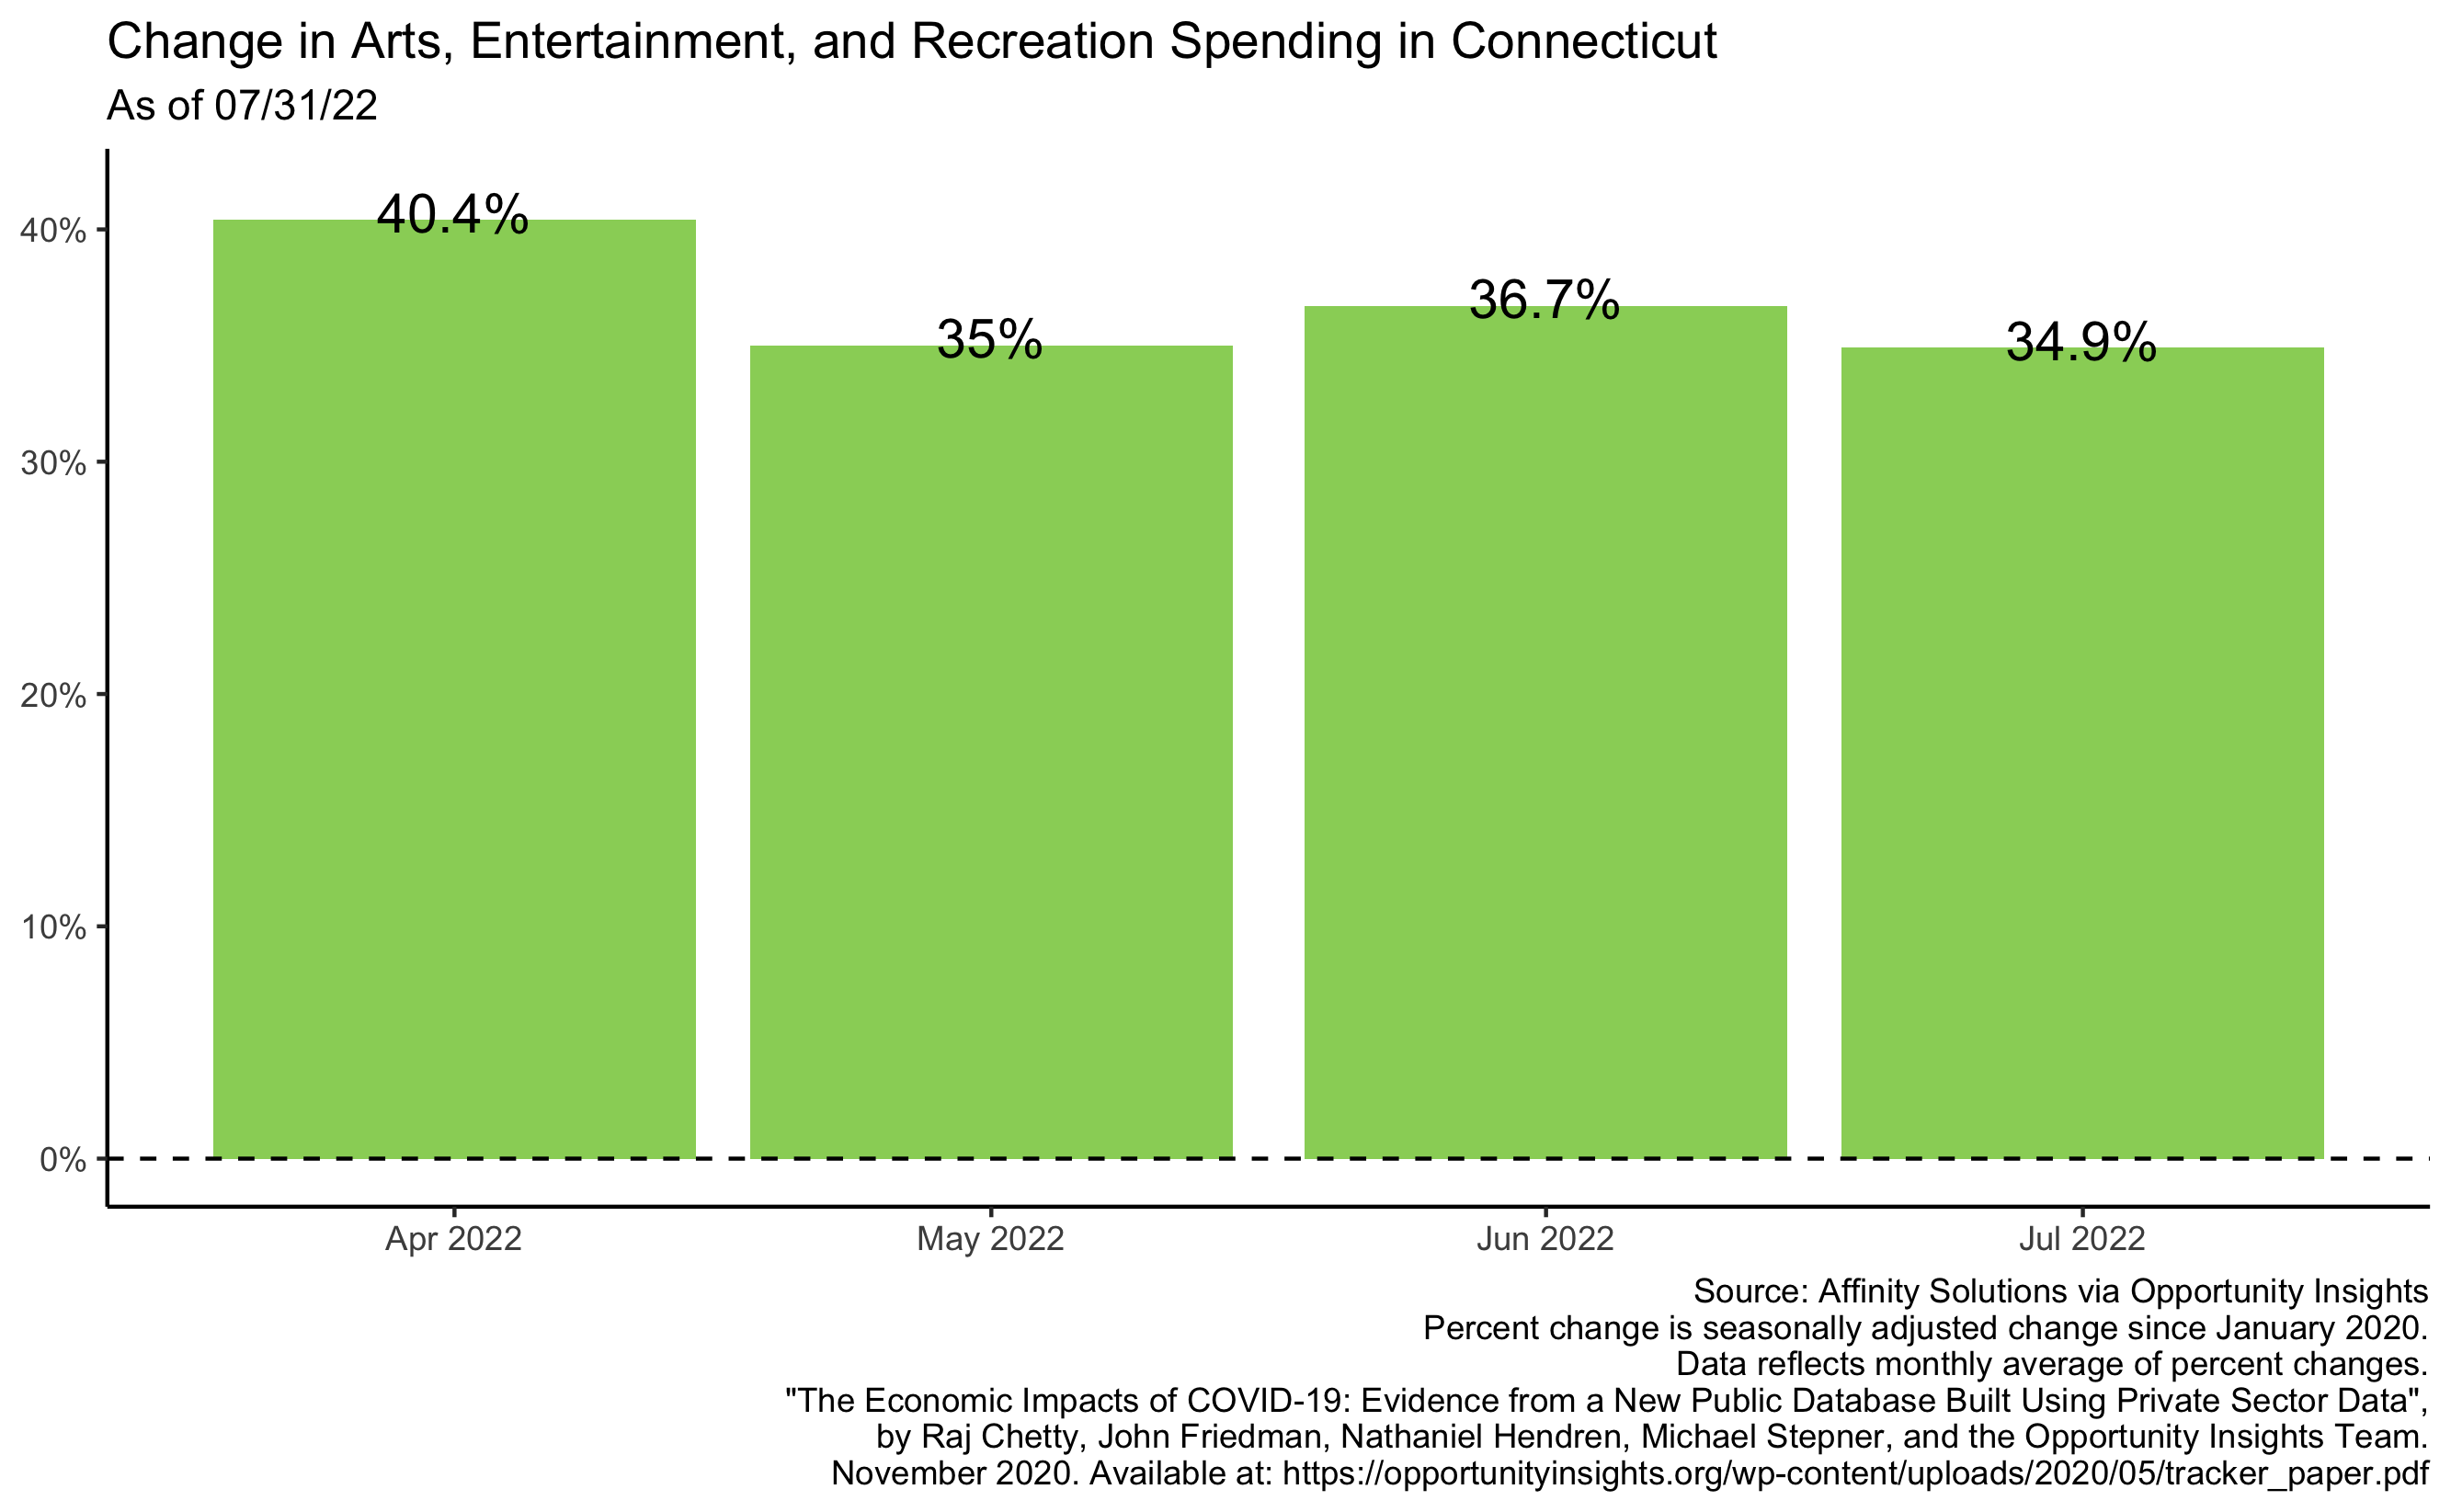 Change in Arts, Entertainment, and Recreation Spending in Connecticut
As of 07/31/22
40.4%
35%
36.7%
34.9%
40%
30%
20%
10%
0%
Apr 2022
May 2022
Jun 2022
Jul 2022
Source: Affinity Solutions via Opportunity Insights
Percent change is seasonally adjusted change since January 2020.
Data reflects monthly average of percent changes.
"The Economic Impacts of COVID-19: Evidence from a New Public Database Built Using Private Sector Data",
by Raj Chetty, John Friedman, Nathaniel Hendren, Michael Stepner, and the Opportunity Insights Team.
November 2020. Available at: https://opportunityinsights.org/wp-content/uploads/2020/05/tracker_paper.pdf